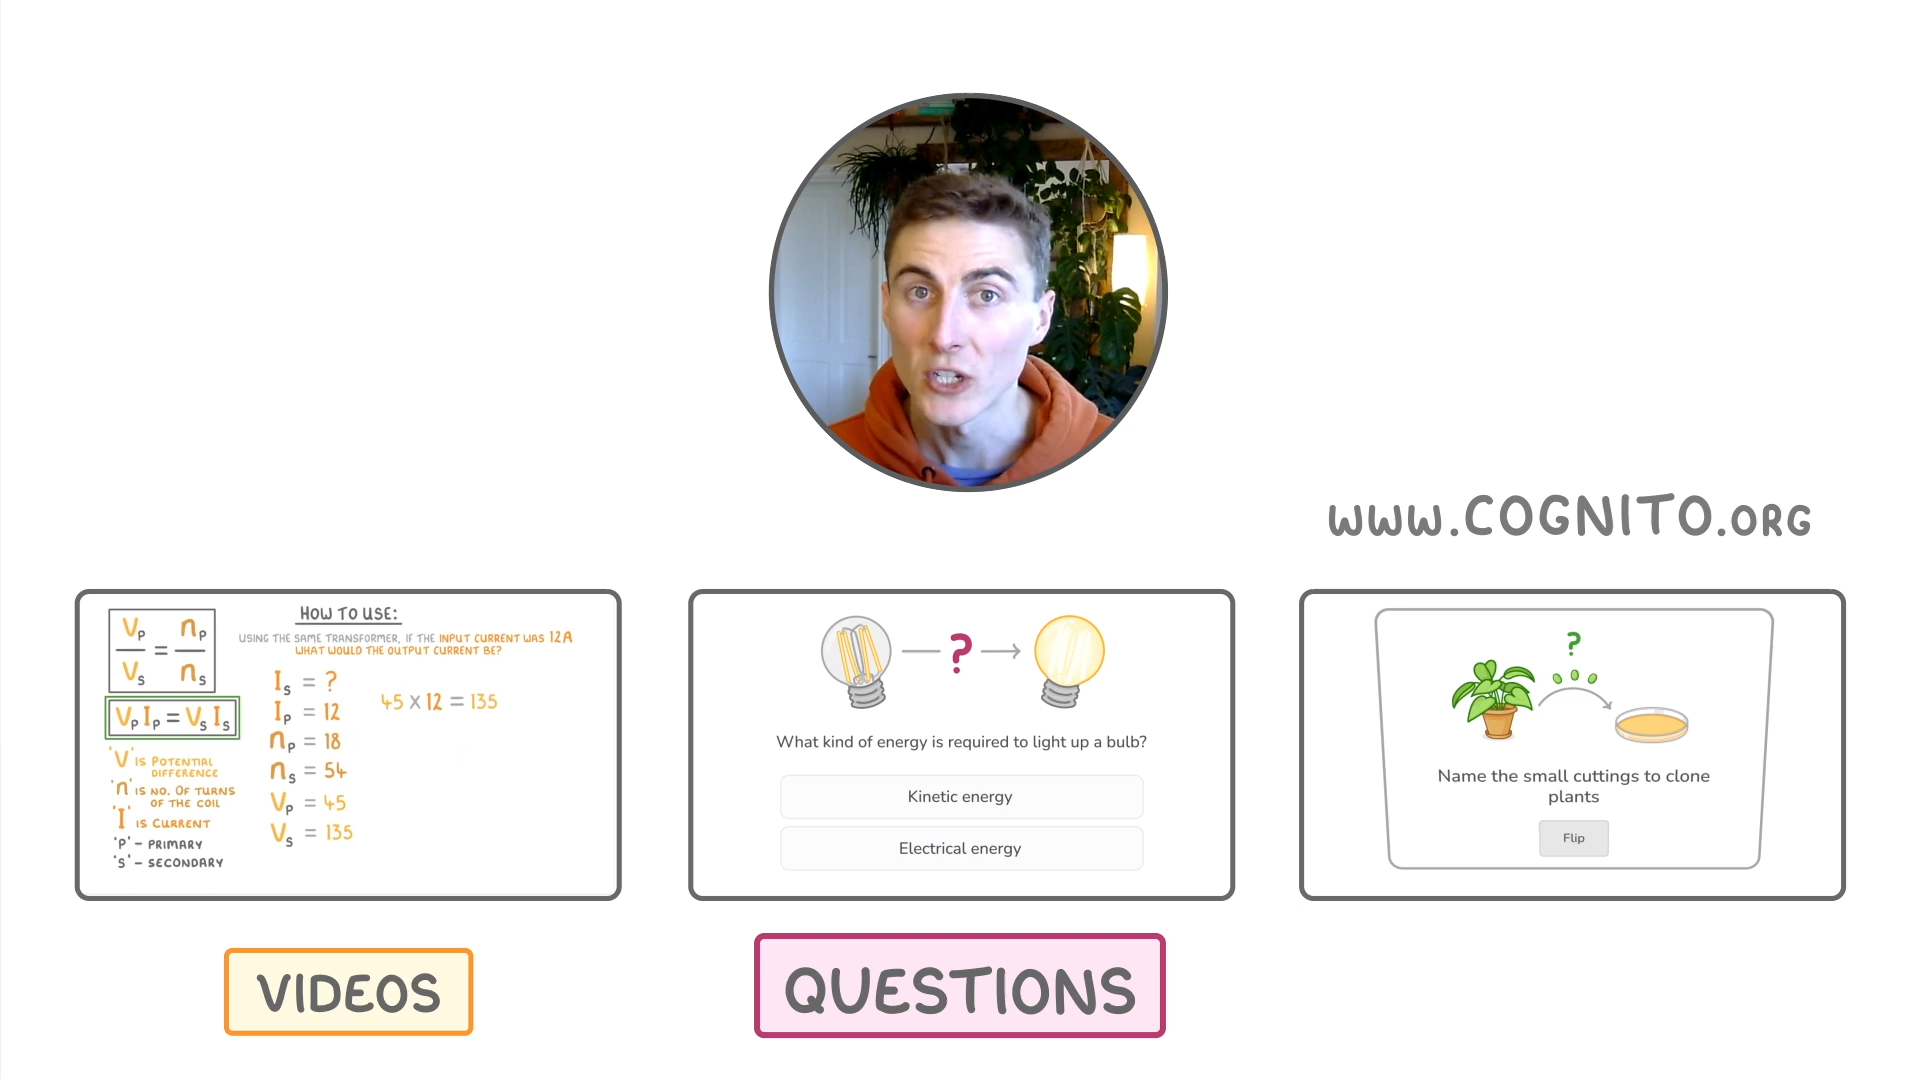 www.COGNITO.ORG
Vp = np
Vs   ns
VpIp = VsIs
'V' IS POTENTIAL
DIFFERENCE
'n' IS NO. OF TURNS
OF THE COIL
'I' IS CURRENT
'P' - PRIMARY
'S' - SECONDARY
HOW TO USE:
USING THE SAME TRANSFORMER, IF THE INPUT CURRENT WAS 12A
WHAT WOULD THE OUTPUT CURRENT BE?
Is = ?
Ip = 12
np = 18
ns = 54
Vp = 45
Vs = 135
45 x 12 = 135
?
What kind of energy is required to light up a bulb?
Kinetic energy
Electrical energy
?
Name the small cuttings to clone
plants
Flip
VIDEOS
QUESTIONS